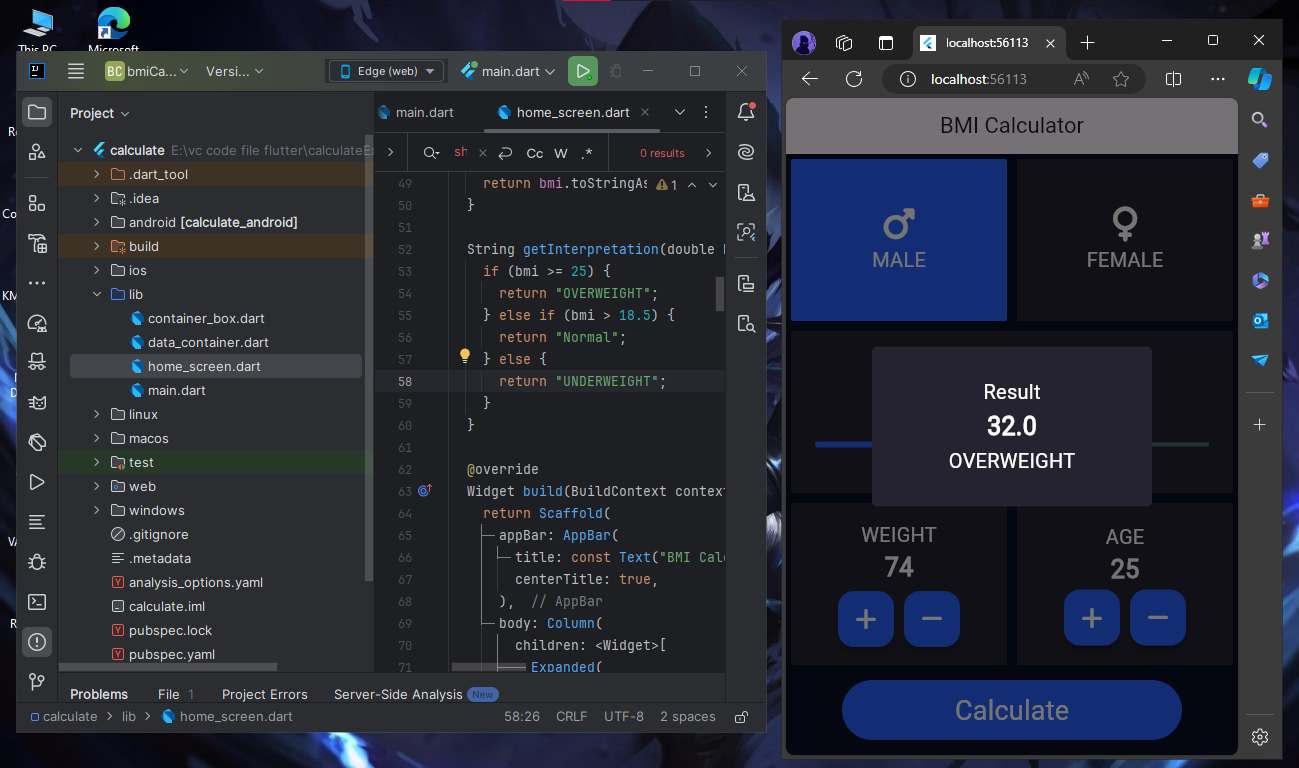 This PC
Microsoft
BC bmiCa...
Versi...
Edge (web)
main.dart
Project
calculate E:\vc code file flutter\calculateEx
.dart_tool
.idea
android [calculate_android]
build
ios
lib
container_box.dart
data_container.dart
home_screen.dart
main.dart
linux
macos
test
web
windows
.gitignore
.metadata
analysis_options.yaml
calculate.iml
pubspec.lock
pubspec.yaml
main.dart
home_screen.dart
sh
Cc W .*
0 results
1
49 return bmi.toStringAs
50 }
51
52 String getInterpretation(double
53 if (bmi >= 25) {
54 return "OVERWEIGHT";
55 } else if (bmi > 18.5) {
56 return "Normal";
57 } else {
58 return "UNDERWEIGHT";
59 }
60 }
61
62 @override
63 Widget build(BuildContext context
64 return Scaffold(
65 appBar: AppBar(
66 title: const Text("BMI Calc
67 centerTitle: true,
68 ), // AppBar
69 body: Column(
70 children: <Widget>[
71 Expanded(
Problems
File 1
Project Errors
Server-Side Analysis New
calculate > lib > home_screen.dart
58:26 CRLF UTF-8 2 spaces
localhost:56113
localhost:56113
BMI Calculator
MALE
FEMALE
Result
32.0
OVERWEIGHT
WEIGHT
74
+ −
AGE
25
+ −
Calculate